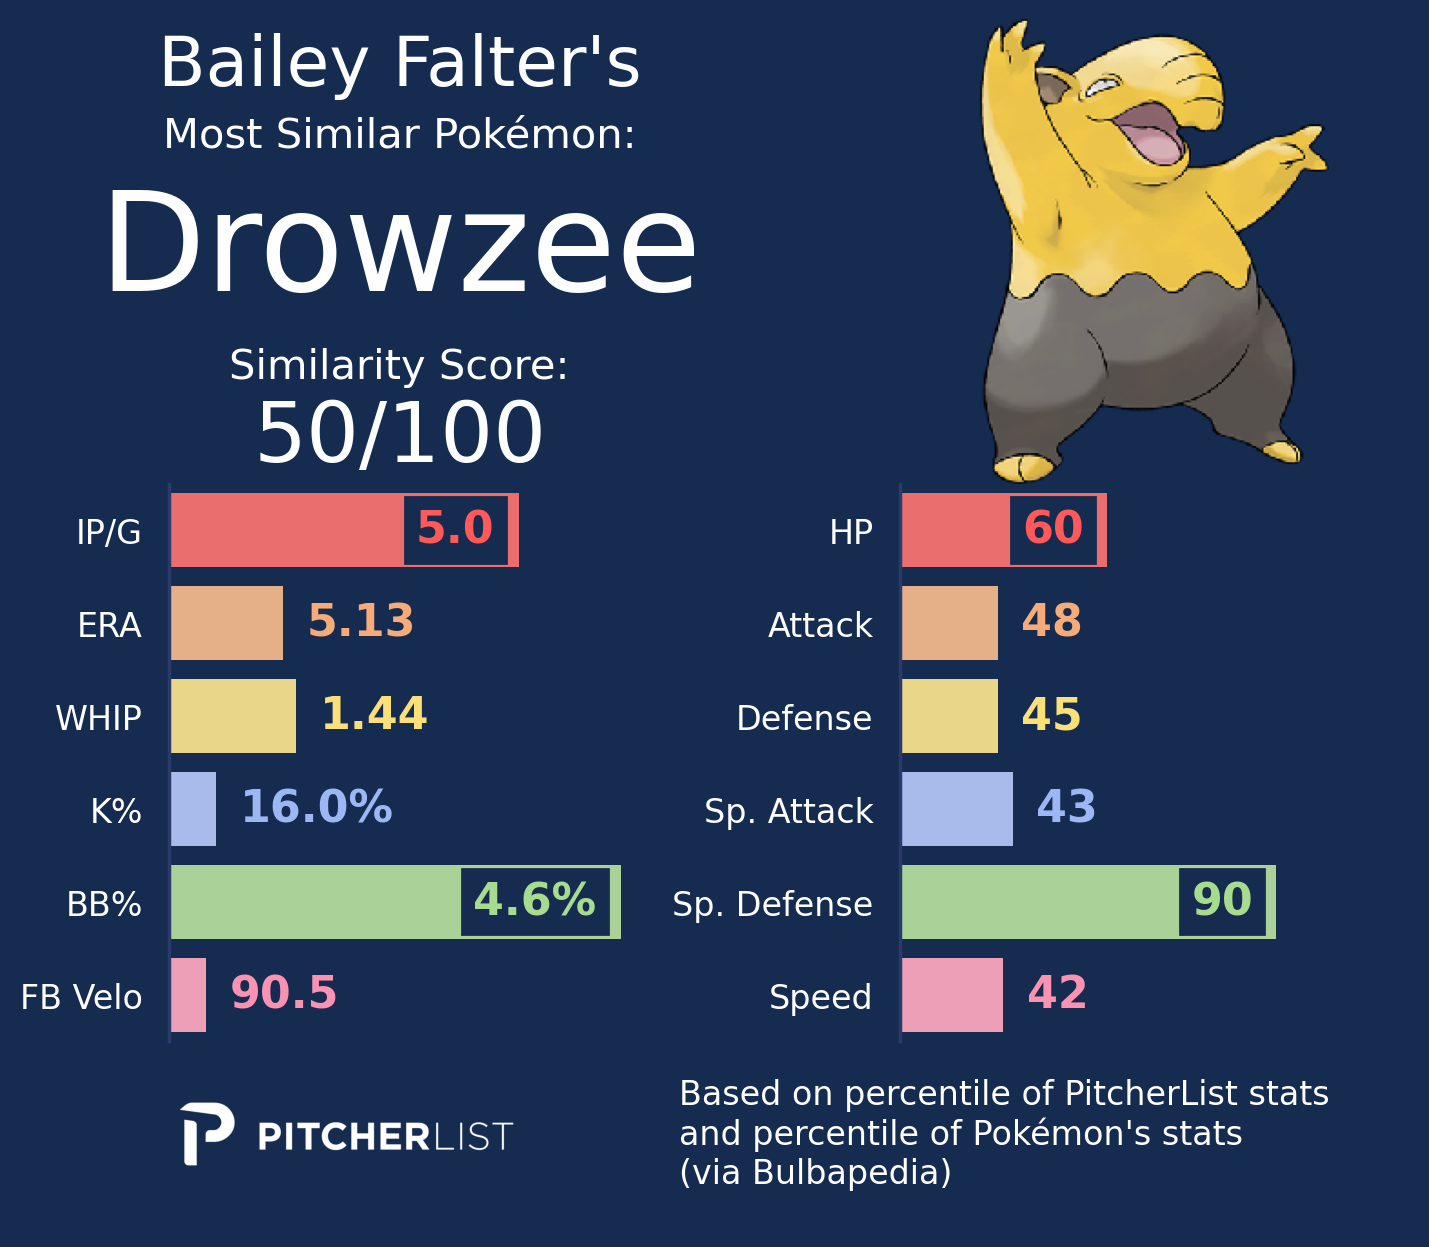 Bailey Falter's
Most Similar Pokémon:
Drowzee
Similarity Score:
50/100
IP/G 5.0
ERA 5.13
WHIP 1.44
K% 16.0%
BB% 4.6%
FB Velo 90.5
HP 60
Attack 48
Defense 45
Sp. Attack 43
Sp. Defense 90
Speed 42
PITCHERLIST
Based on percentile of PitcherList stats
and percentile of Pokémon's stats
(via Bulbapedia)